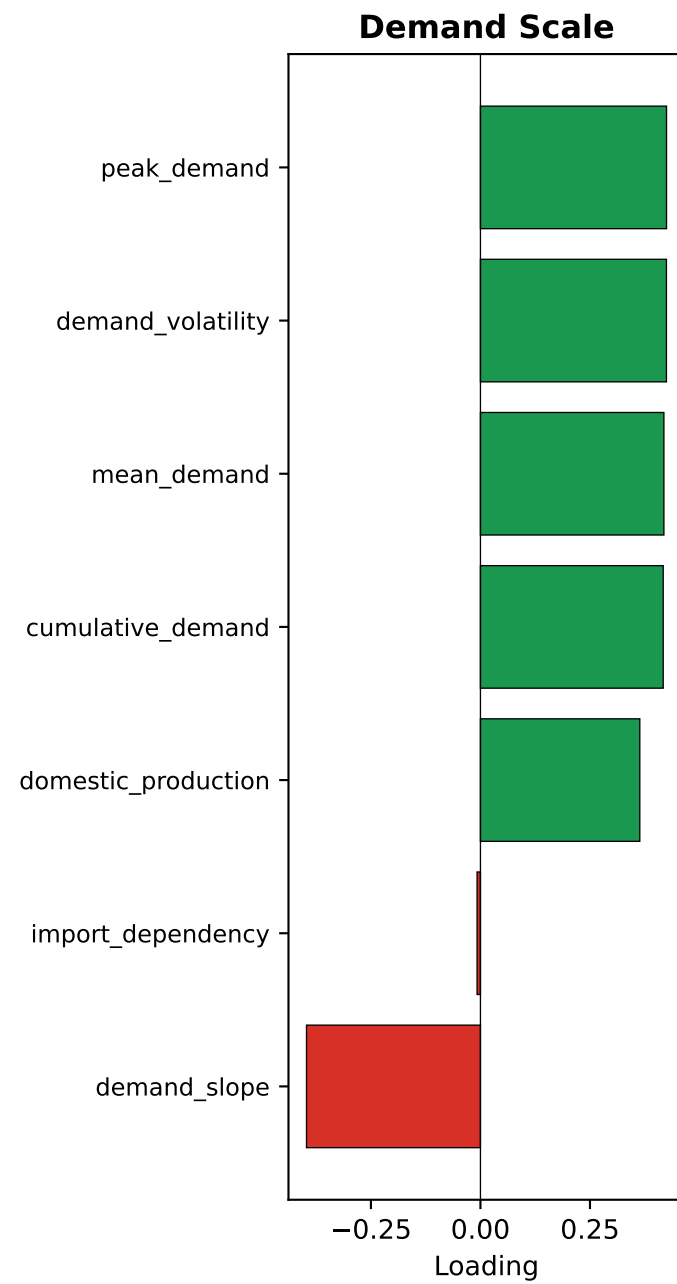 Demand Scale
peak_demand
demand_volatility
mean_demand
cumulative_demand
domestic_production
import_dependency
demand_slope
−0.25 0.00 0.25
Loading